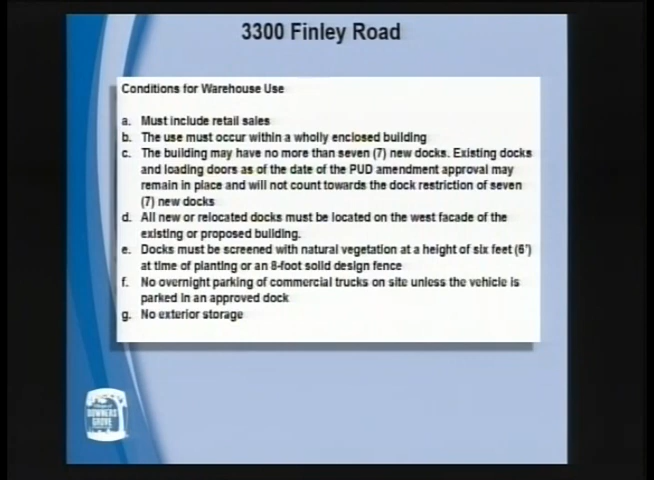 3300 Finley Road
Conditions for Warehouse Use
a. Must include retail sales
b. The use must occur within a wholly enclosed building
c. The building may have no more than seven (7) new docks. Existing docks
and loading doors as of the date of the PUD amendment approval may
remain in place and will not count towards the dock restriction of seven
(7) new docks
d. All new or relocated docks must be located on the west facade of the
existing or proposed building.
e. Docks must be screened with natural vegetation at a height of six feet (6')
at time of planting or an 8-foot solid design fence
f. No overnight parking of commercial trucks on site unless the vehicle is
parked in an approved dock
g. No exterior storage
DOWNERS
GROVE